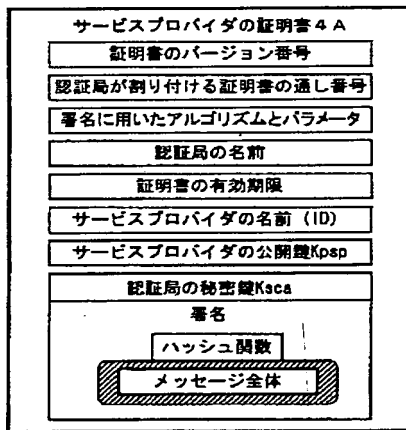 サービスプロバイダの証明書４Ａ
証明書のバージョン番号
認証局が割り付ける証明書の通し番号
署名に用いたアルゴリズムとパラメータ
認証局の名前
証明書の有効期限
サービスプロバイダの名前（ID）
サービスプロバイダの公開鍵Kpsp
認証局の秘密鍵Ksca
署名
ハッシュ関数
メッセージ全体